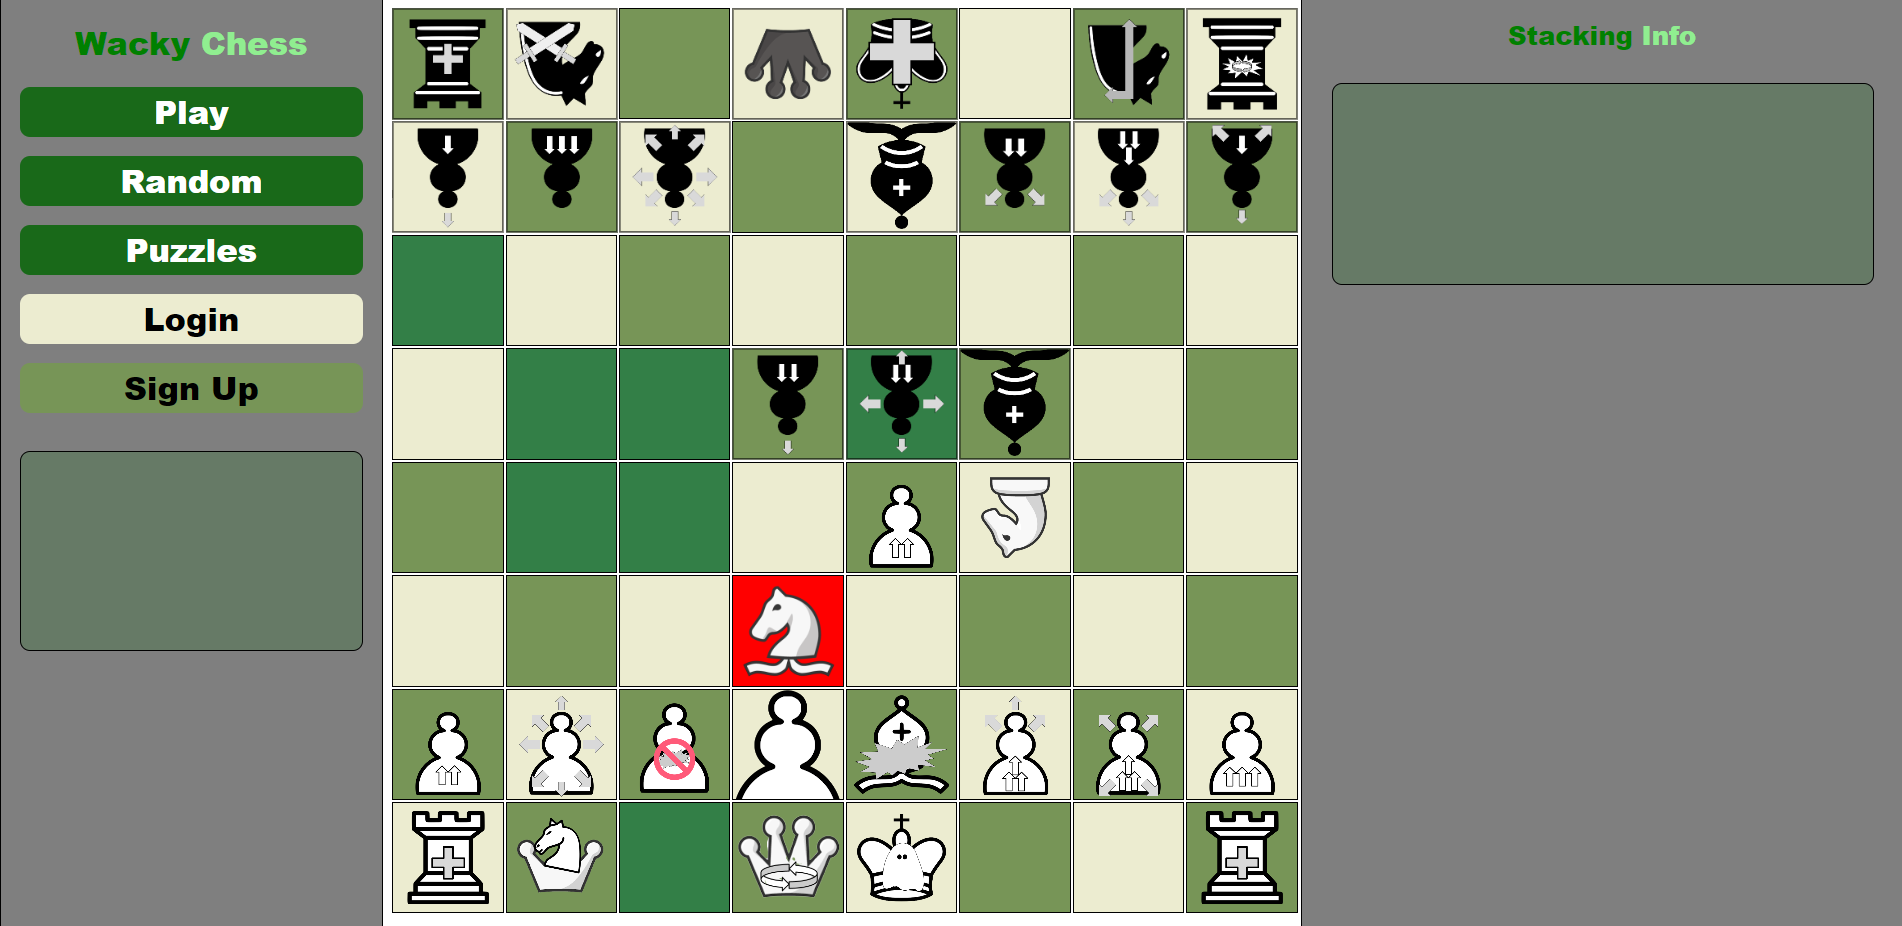 Wacky Chess
Play
Random
Puzzles
Login
Sign Up
Stacking Info